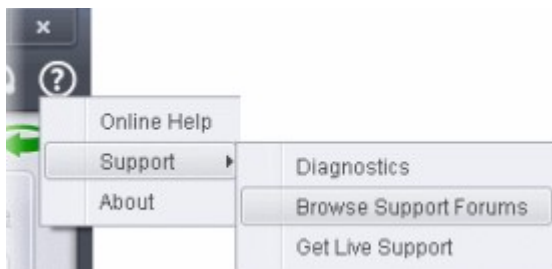 Online Help
Support
About
Diagnostics
Browse Support Forums
Get Live Support